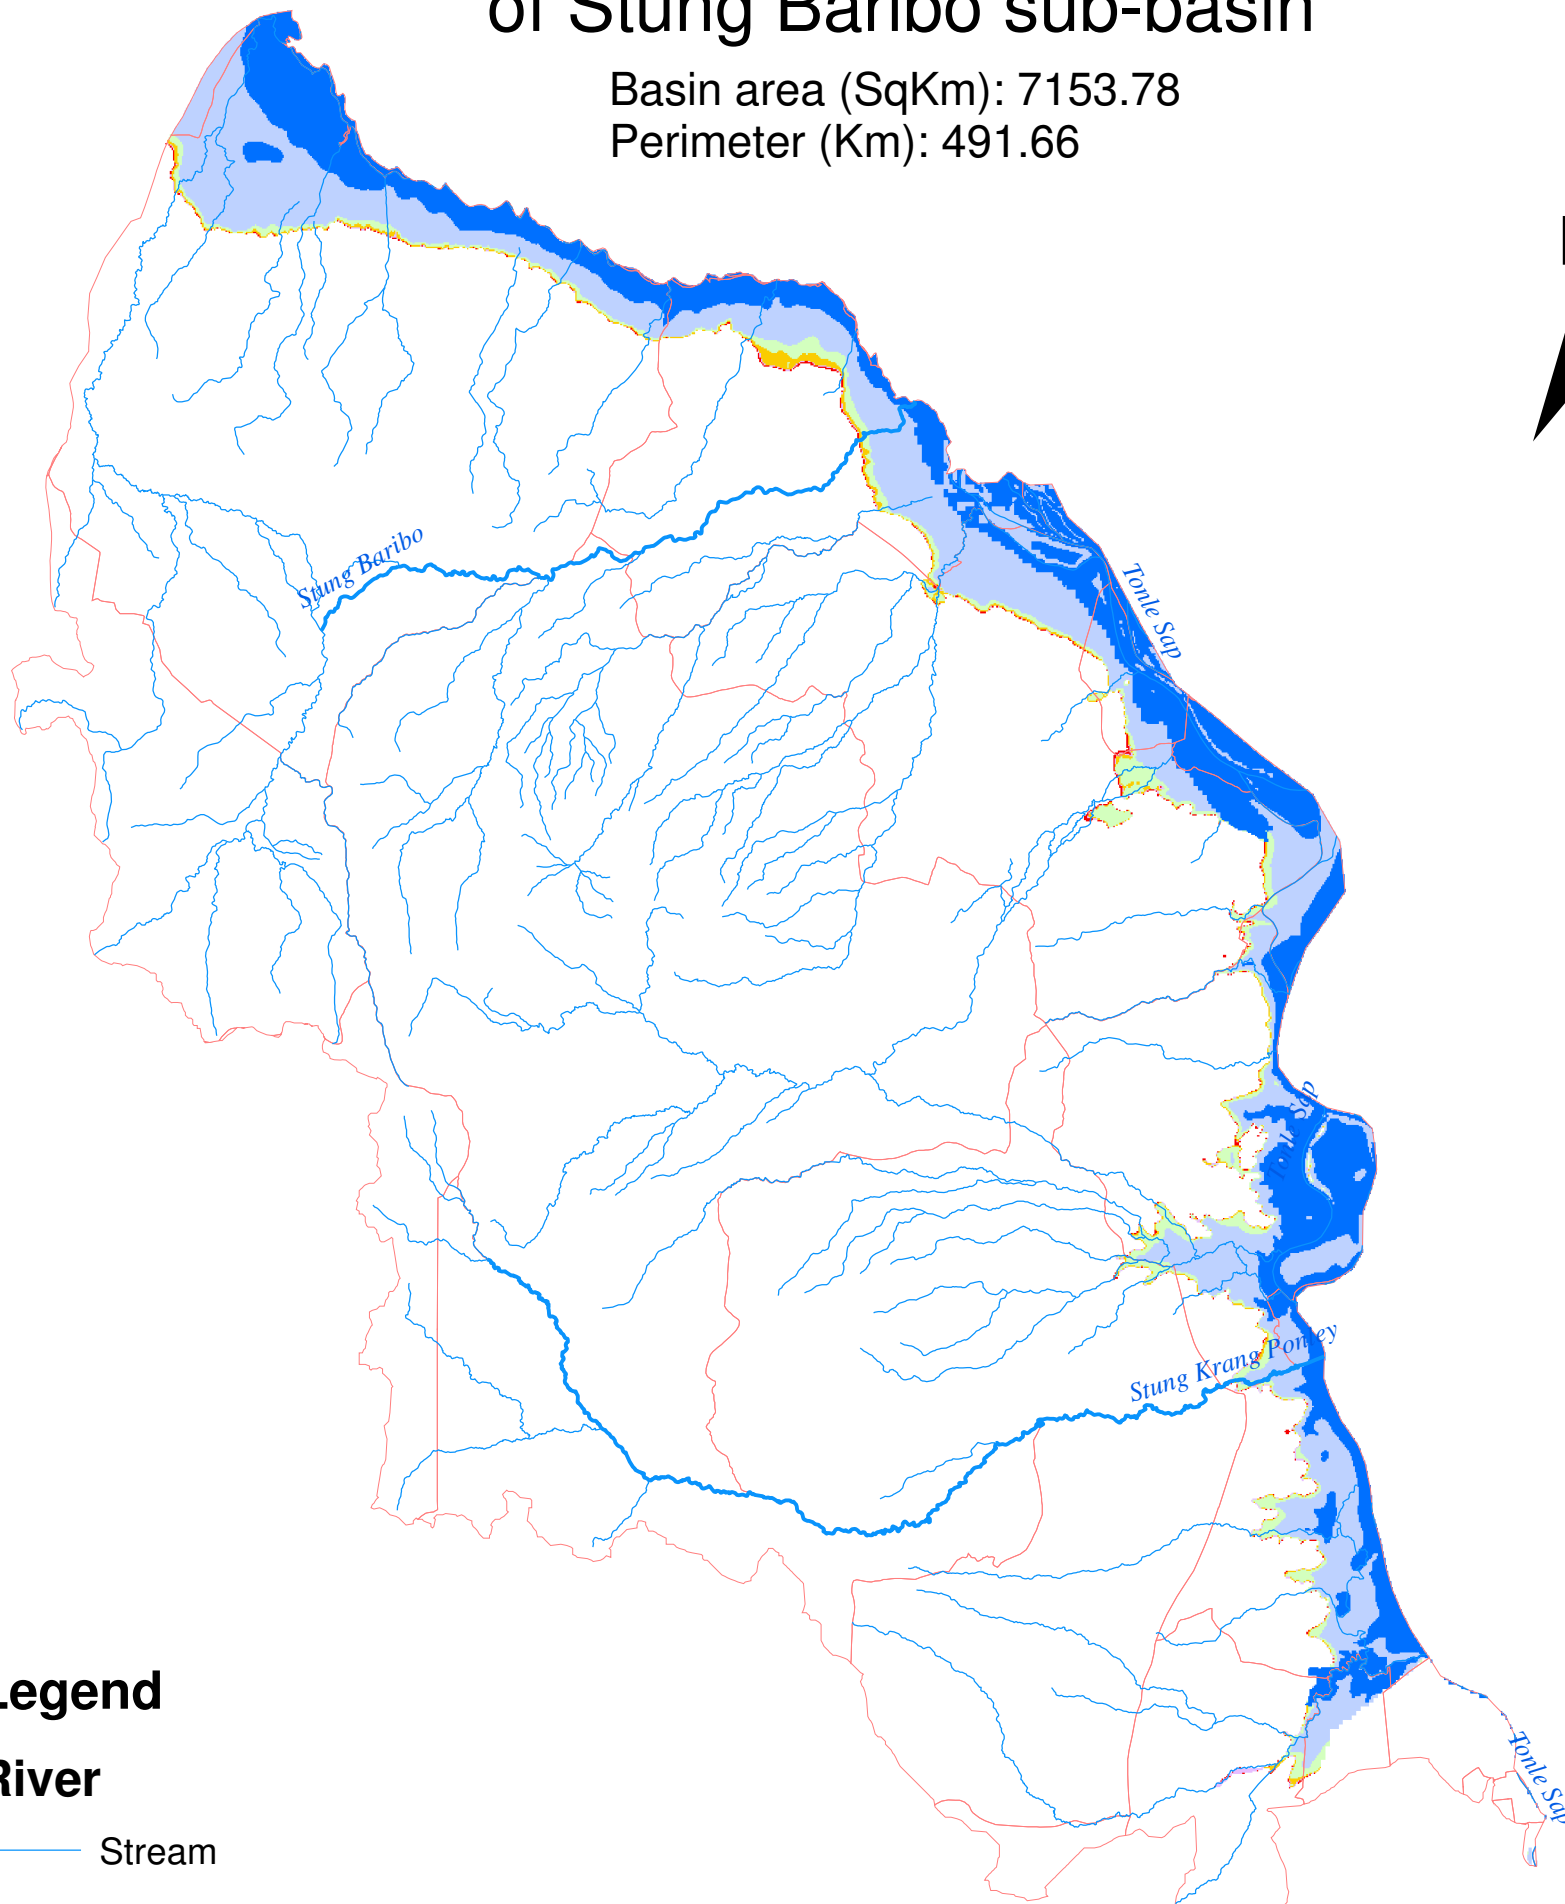 of Stung Baribo sub-basin
Basin area (SqKm): 7153.78
Perimeter (Km): 491.66
Stung Baribo
Tonle Sap
Tonle Sap
Stung Krang Ponley
Tonle Sap
Legend
River
Stream